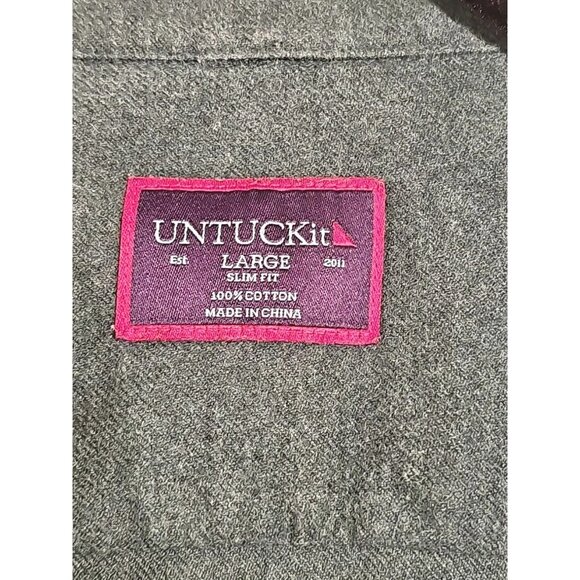 UNTUCKit
Est. LARGE 2011
SLIM FIT
100% COTTON
MADE IN CHINA